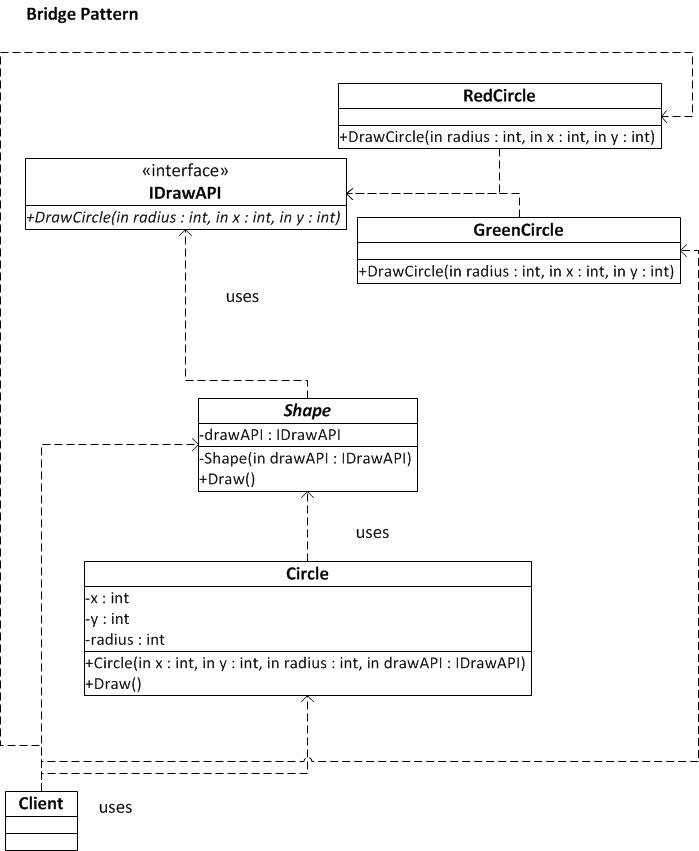 Bridge Pattern
RedCircle
+DrawCircle(in radius : int, in x : int, in y : int)
«interface»
IDrawAPI
+DrawCircle(in radius : int, in x : int, in y : int)
GreenCircle
+DrawCircle(in radius : int, in x : int, in y : int)
uses
Shape
-drawAPI : IDrawAPI
-Shape(in drawAPI : IDrawAPI)
+Draw()
uses
Circle
-x : int
-y : int
-radius : int
+Circle(in x : int, in y : int, in radius : int, in drawAPI : IDrawAPI)
+Draw()
Client
uses